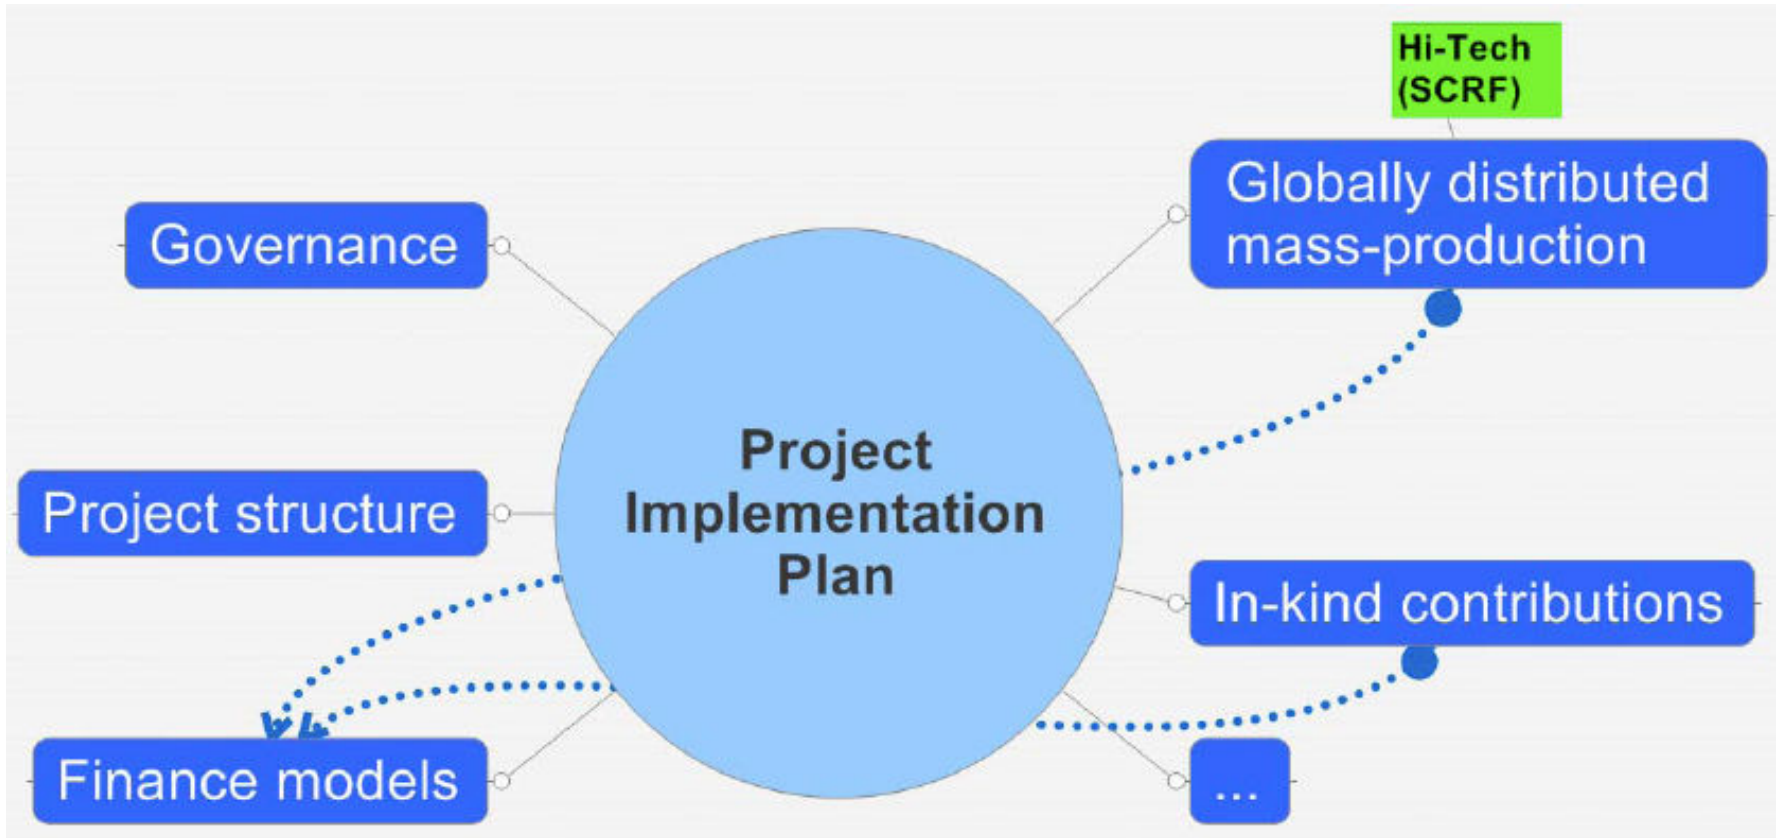 Hi-Tech
(SCRF)
Globally distributed
mass-production
Governance
Project
Implementation
Plan
Project structure
In-kind contributions
Finance models
...